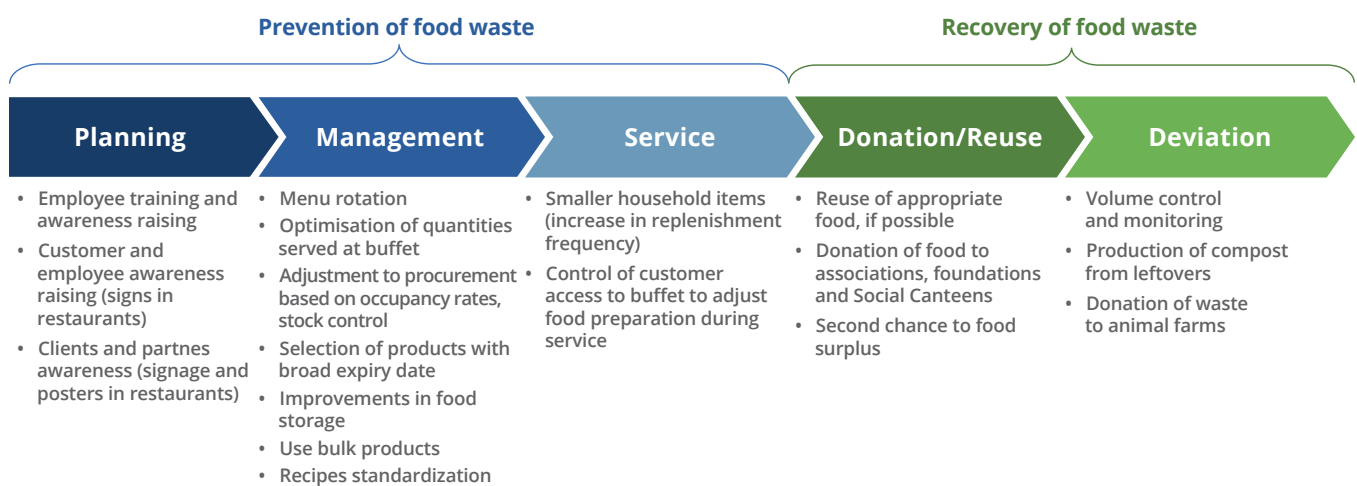 Prevention of food waste
Recovery of food waste
Planning
Management
Service
Donation/Reuse
Deviation
• Employee training and
awareness raising
• Customer and
employee awareness
raising (signs in
restaurants)
• Clients and partnes
awareness (signage and
posters in restaurants)
• Menu rotation
• Optimisation of quantities
served at buffet
• Adjustment to procurement
based on occupancy rates,
stock control
• Selection of products with
broad expiry date
• Improvements in food
storage
• Use bulk products
• Recipes standardization
• Smaller household items
(increase in replenishment
frequency)
• Control of customer
access to buffet to adjust
food preparation during
service
• Reuse of appropriate
food, if possible
• Donation of food to
associations, foundations
and Social Canteens
• Second chance to food
surplus
• Volume control
and monitoring
• Production of compost
from leftovers
• Donation of waste
to animal farms